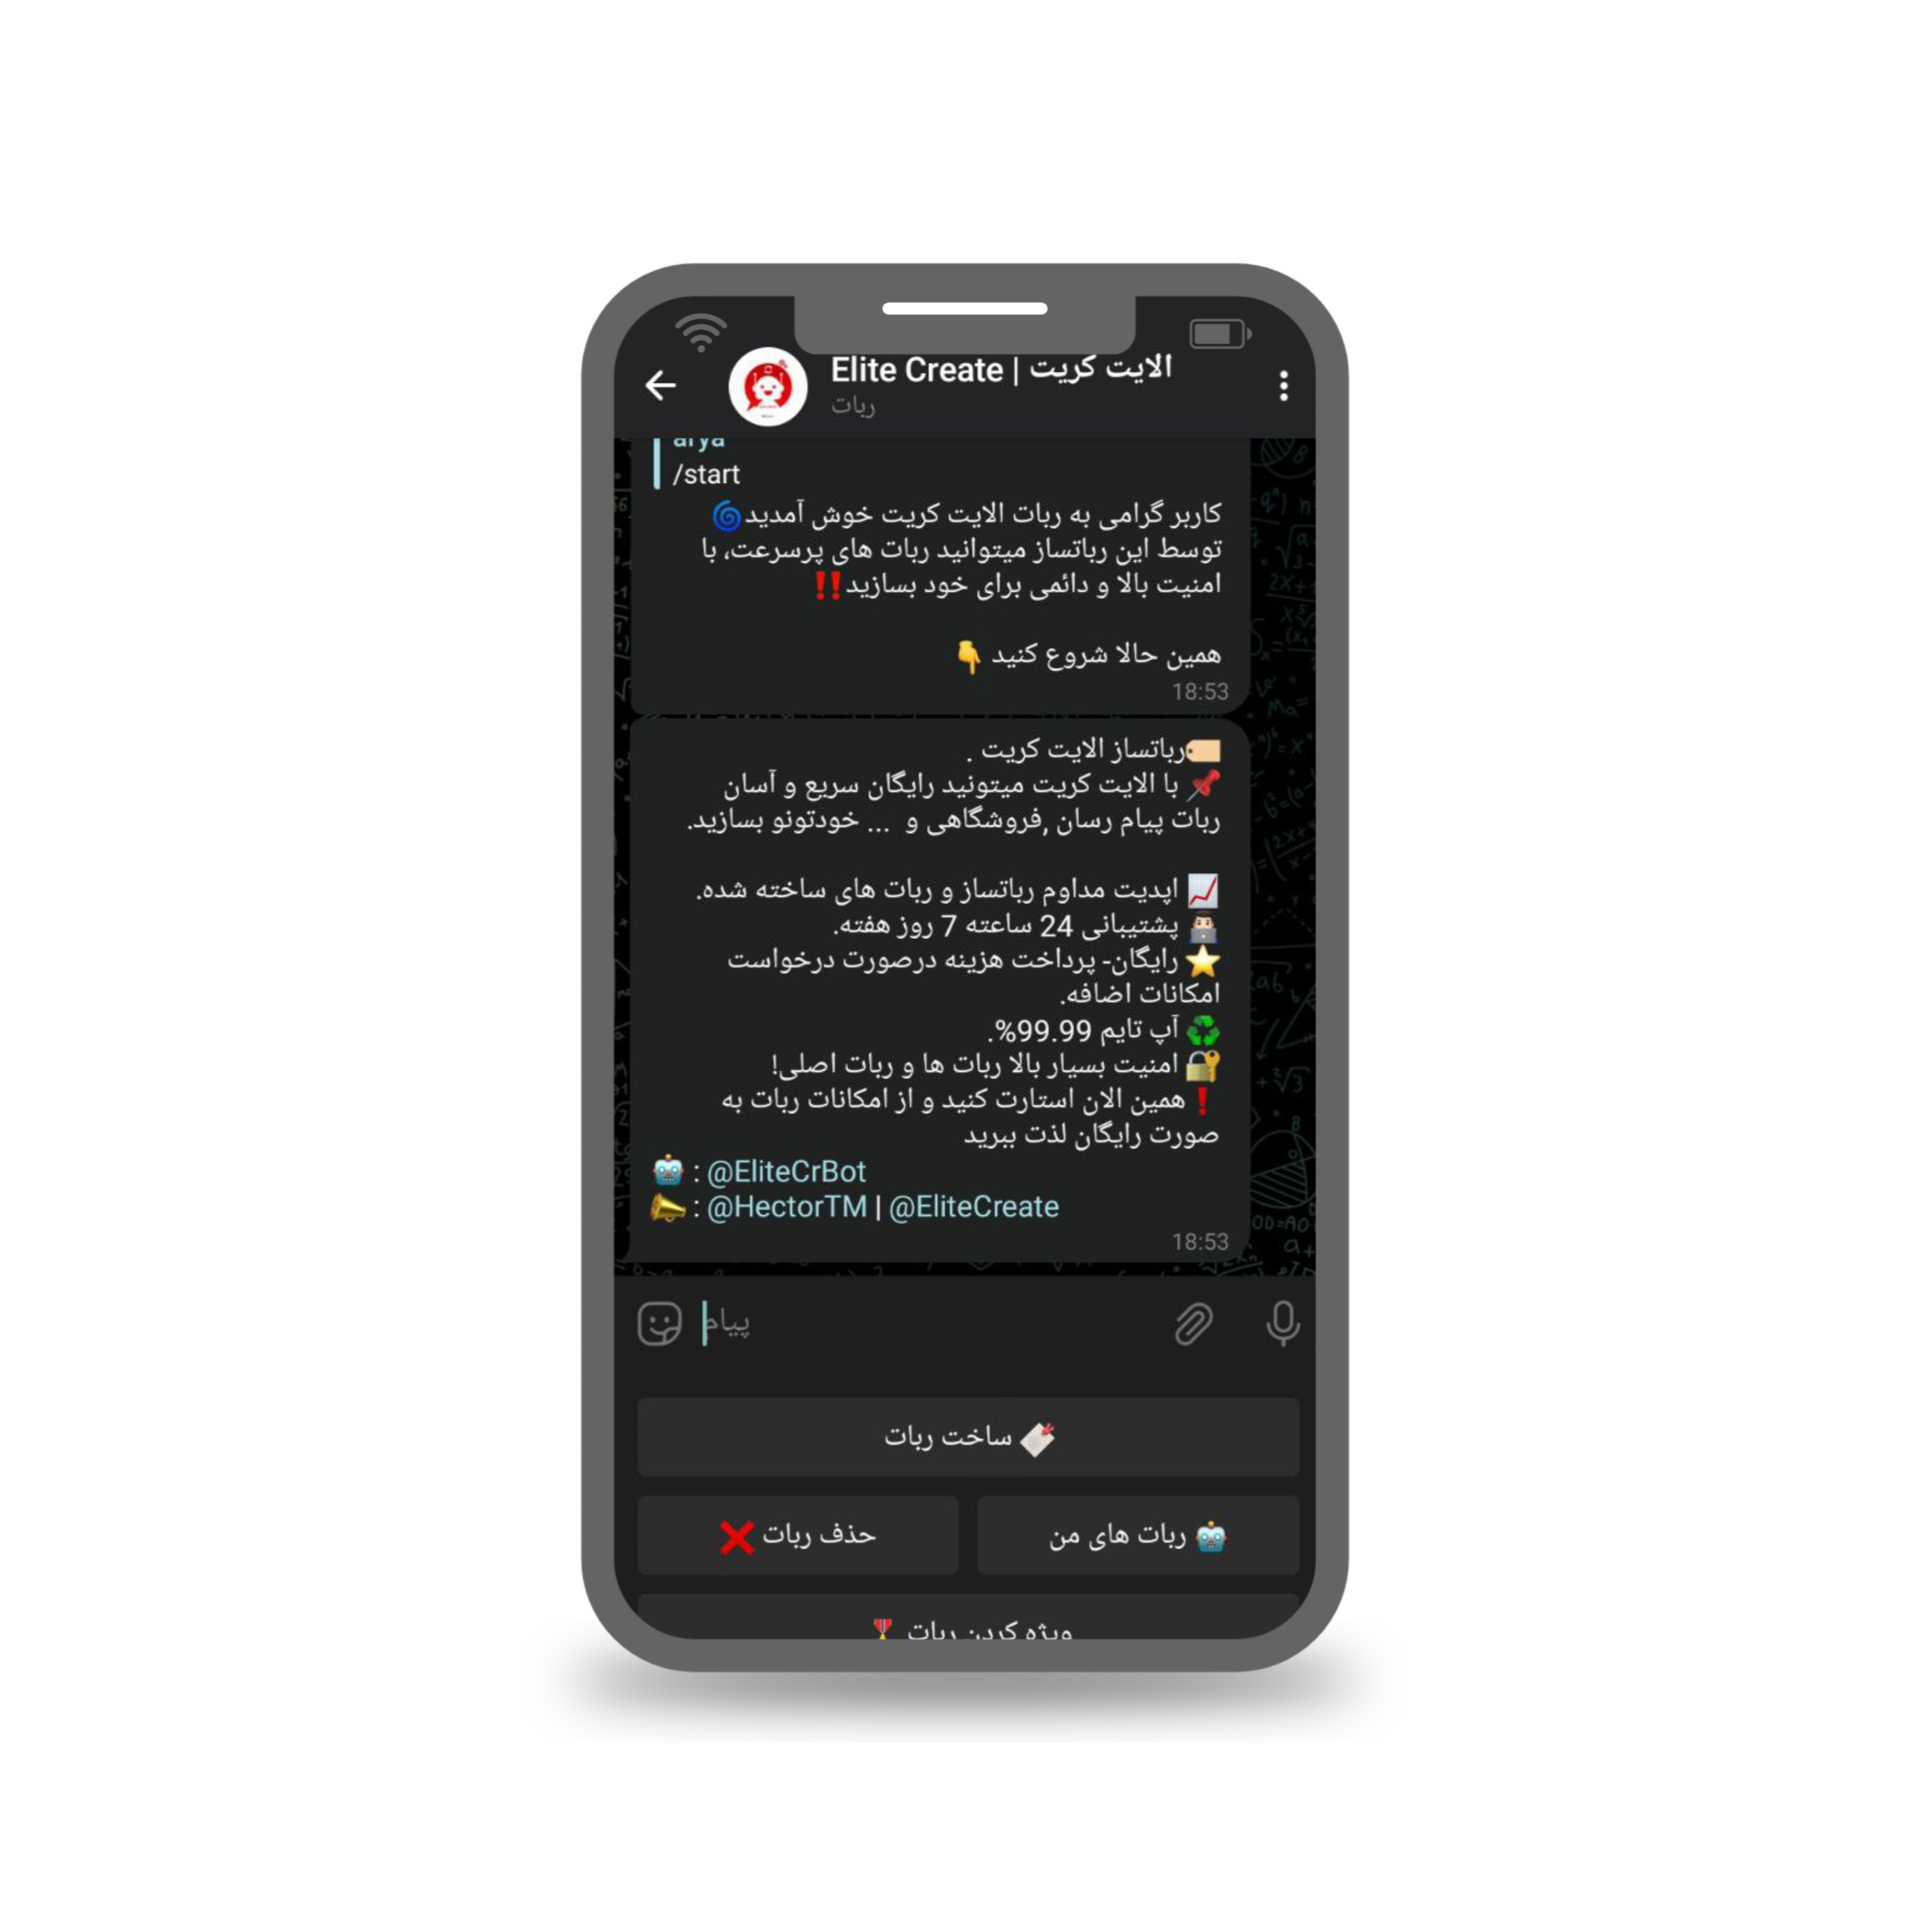 Elite Create | الایت کریت
ربات
arya
/start
کاربر گرامی به ربات الایت کریت خوش آمدید🌀
توسط این رباتساز میتوانید ربات های پرسرعت، با
امنیت بالا و دائمی برای خود بسازید‼️
همین حالا شروع کنید 👇
18:53
🏷رباتساز الایت کریت .
📌 با الایت کریت میتونید رایگان سریع و آسان
ربات پیام رسان ,فروشگاهی و ... خودتونو بسازید.
📈 اپدیت مداوم رباتساز و ربات های ساخته شده.
👨🏻‍💻 پشتیبانی 24 ساعته 7 روز هفته.
⭐️ رایگان- پرداخت هزینه درصورت درخواست
امکانات اضافه.
♻️ آپ تایم 99.99%.
🔐 امنیت بسیار بالا ربات ها و ربات اصلی!
❗️همین الان استارت کنید و از امکانات ربات به
صورت رایگان لذت ببرید
🤖 : @EliteCrBot
📣 : @HectorTM | @EliteCreate
18:53
پیام
ساخت ربات
🤖 ربات های من
حذف ربات ❌
ویژه کردن ربات 🎖